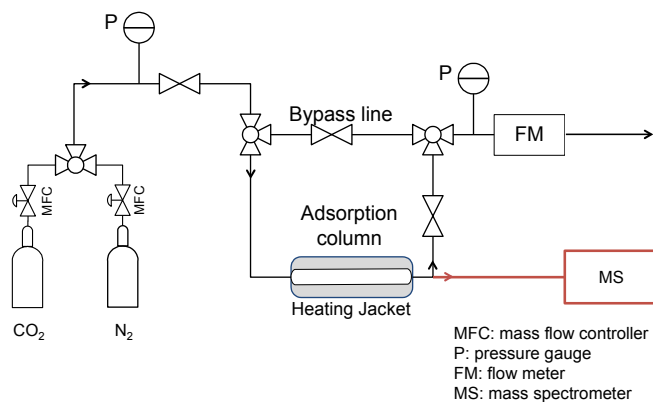 P
P
Bypass line
FM
MFC
MFC
Adsorption
column
MS
Heating Jacket
CO₂
N₂
MFC: mass flow controller
P: pressure gauge
FM: flow meter
MS: mass spectrometer